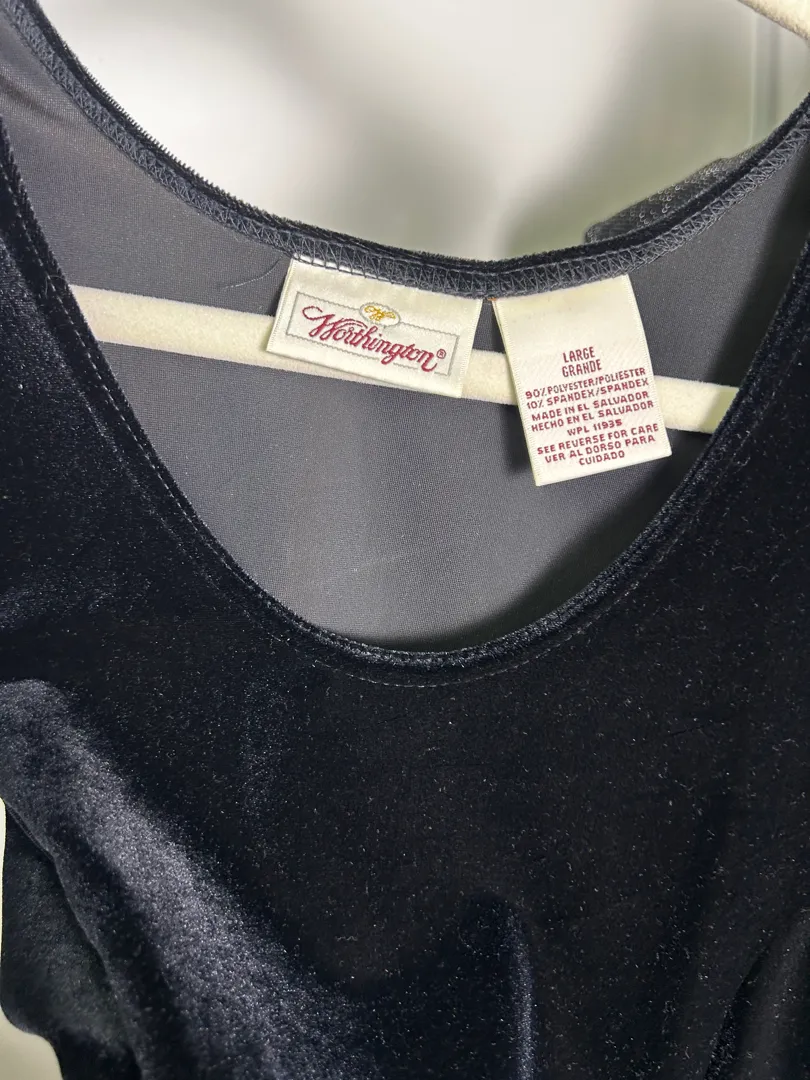 Worthington®
LARGE
GRANDE
90% POLYESTER/POLIESTER
10% SPANDEX/SPANDEX
MADE IN EL SALVADOR
HECHO EN EL SALVADOR
WPL 11935
SEE REVERSE FOR CARE
VER AL DORSO PARA
CUIDADO